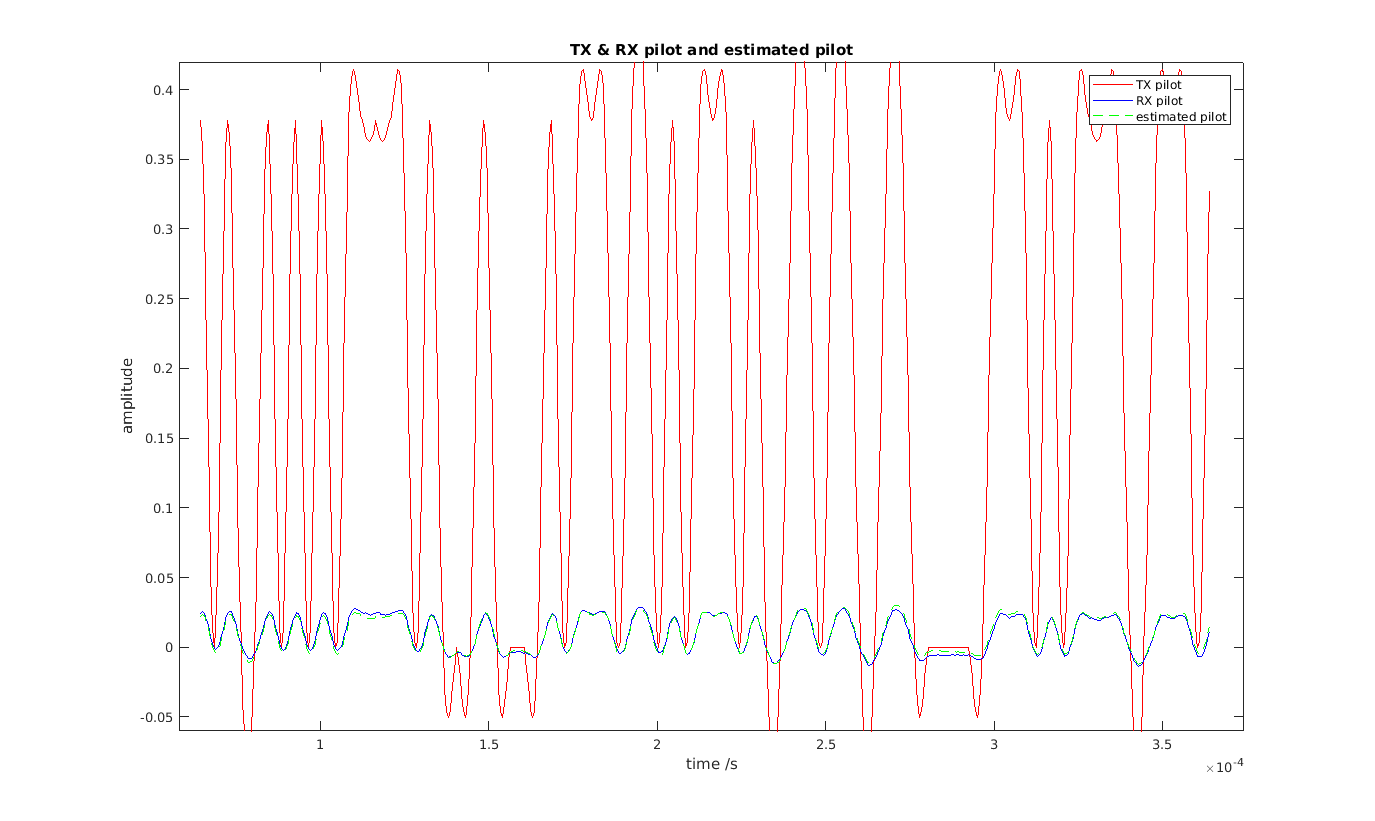 TX & RX pilot and estimated pilot
TX pilot
RX pilot
estimated pilot
0.4
0.35
0.3
0.25
0.2
0.15
0.1
0.05
0
-0.05
amplitude
1
1.5
2
2.5
3
3.5
time /s
×10-4